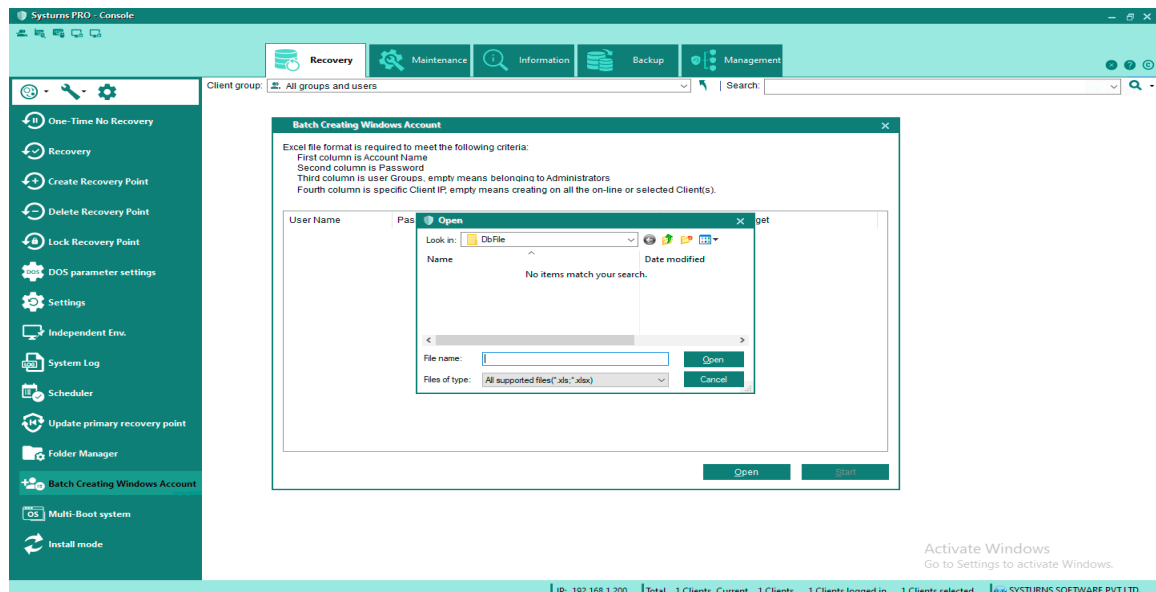 Systurns PRO - Console
Recovery
Maintenance
Information
Backup
Management
Client group: All groups and users
Search:
One-Time No Recovery
Recovery
Create Recovery Point
Delete Recovery Point
Lock Recovery Point
DOS parameter settings
Settings
Independent Env.
System Log
Scheduler
Update primary recovery point
Folder Manager
Batch Creating Windows Account
Multi-Boot system
Install mode
Batch Creating Windows Account
Excel file format is required to meet the following criteria:
First column is Account Name
Second column is Password
Third column is user Groups, empty means belonging to Administrators
Fourth column is specific Client IP, empty means creating on all the on-line or selected Client(s).
User Name Pas get
Open
Look in: DbFile
Name Date modified
No items match your search.
File name: Open
Files of type: All supported files(*.xls;*.xlsx) Cancel
Open Start
Activate Windows
Go to Settings to activate Windows.
IP: 192.168.1.200 Total 1 Clients, Current 1 Clients 1 Clients logged in 1 Clients selected SYSTURNS SOFTWARE PVT LTD